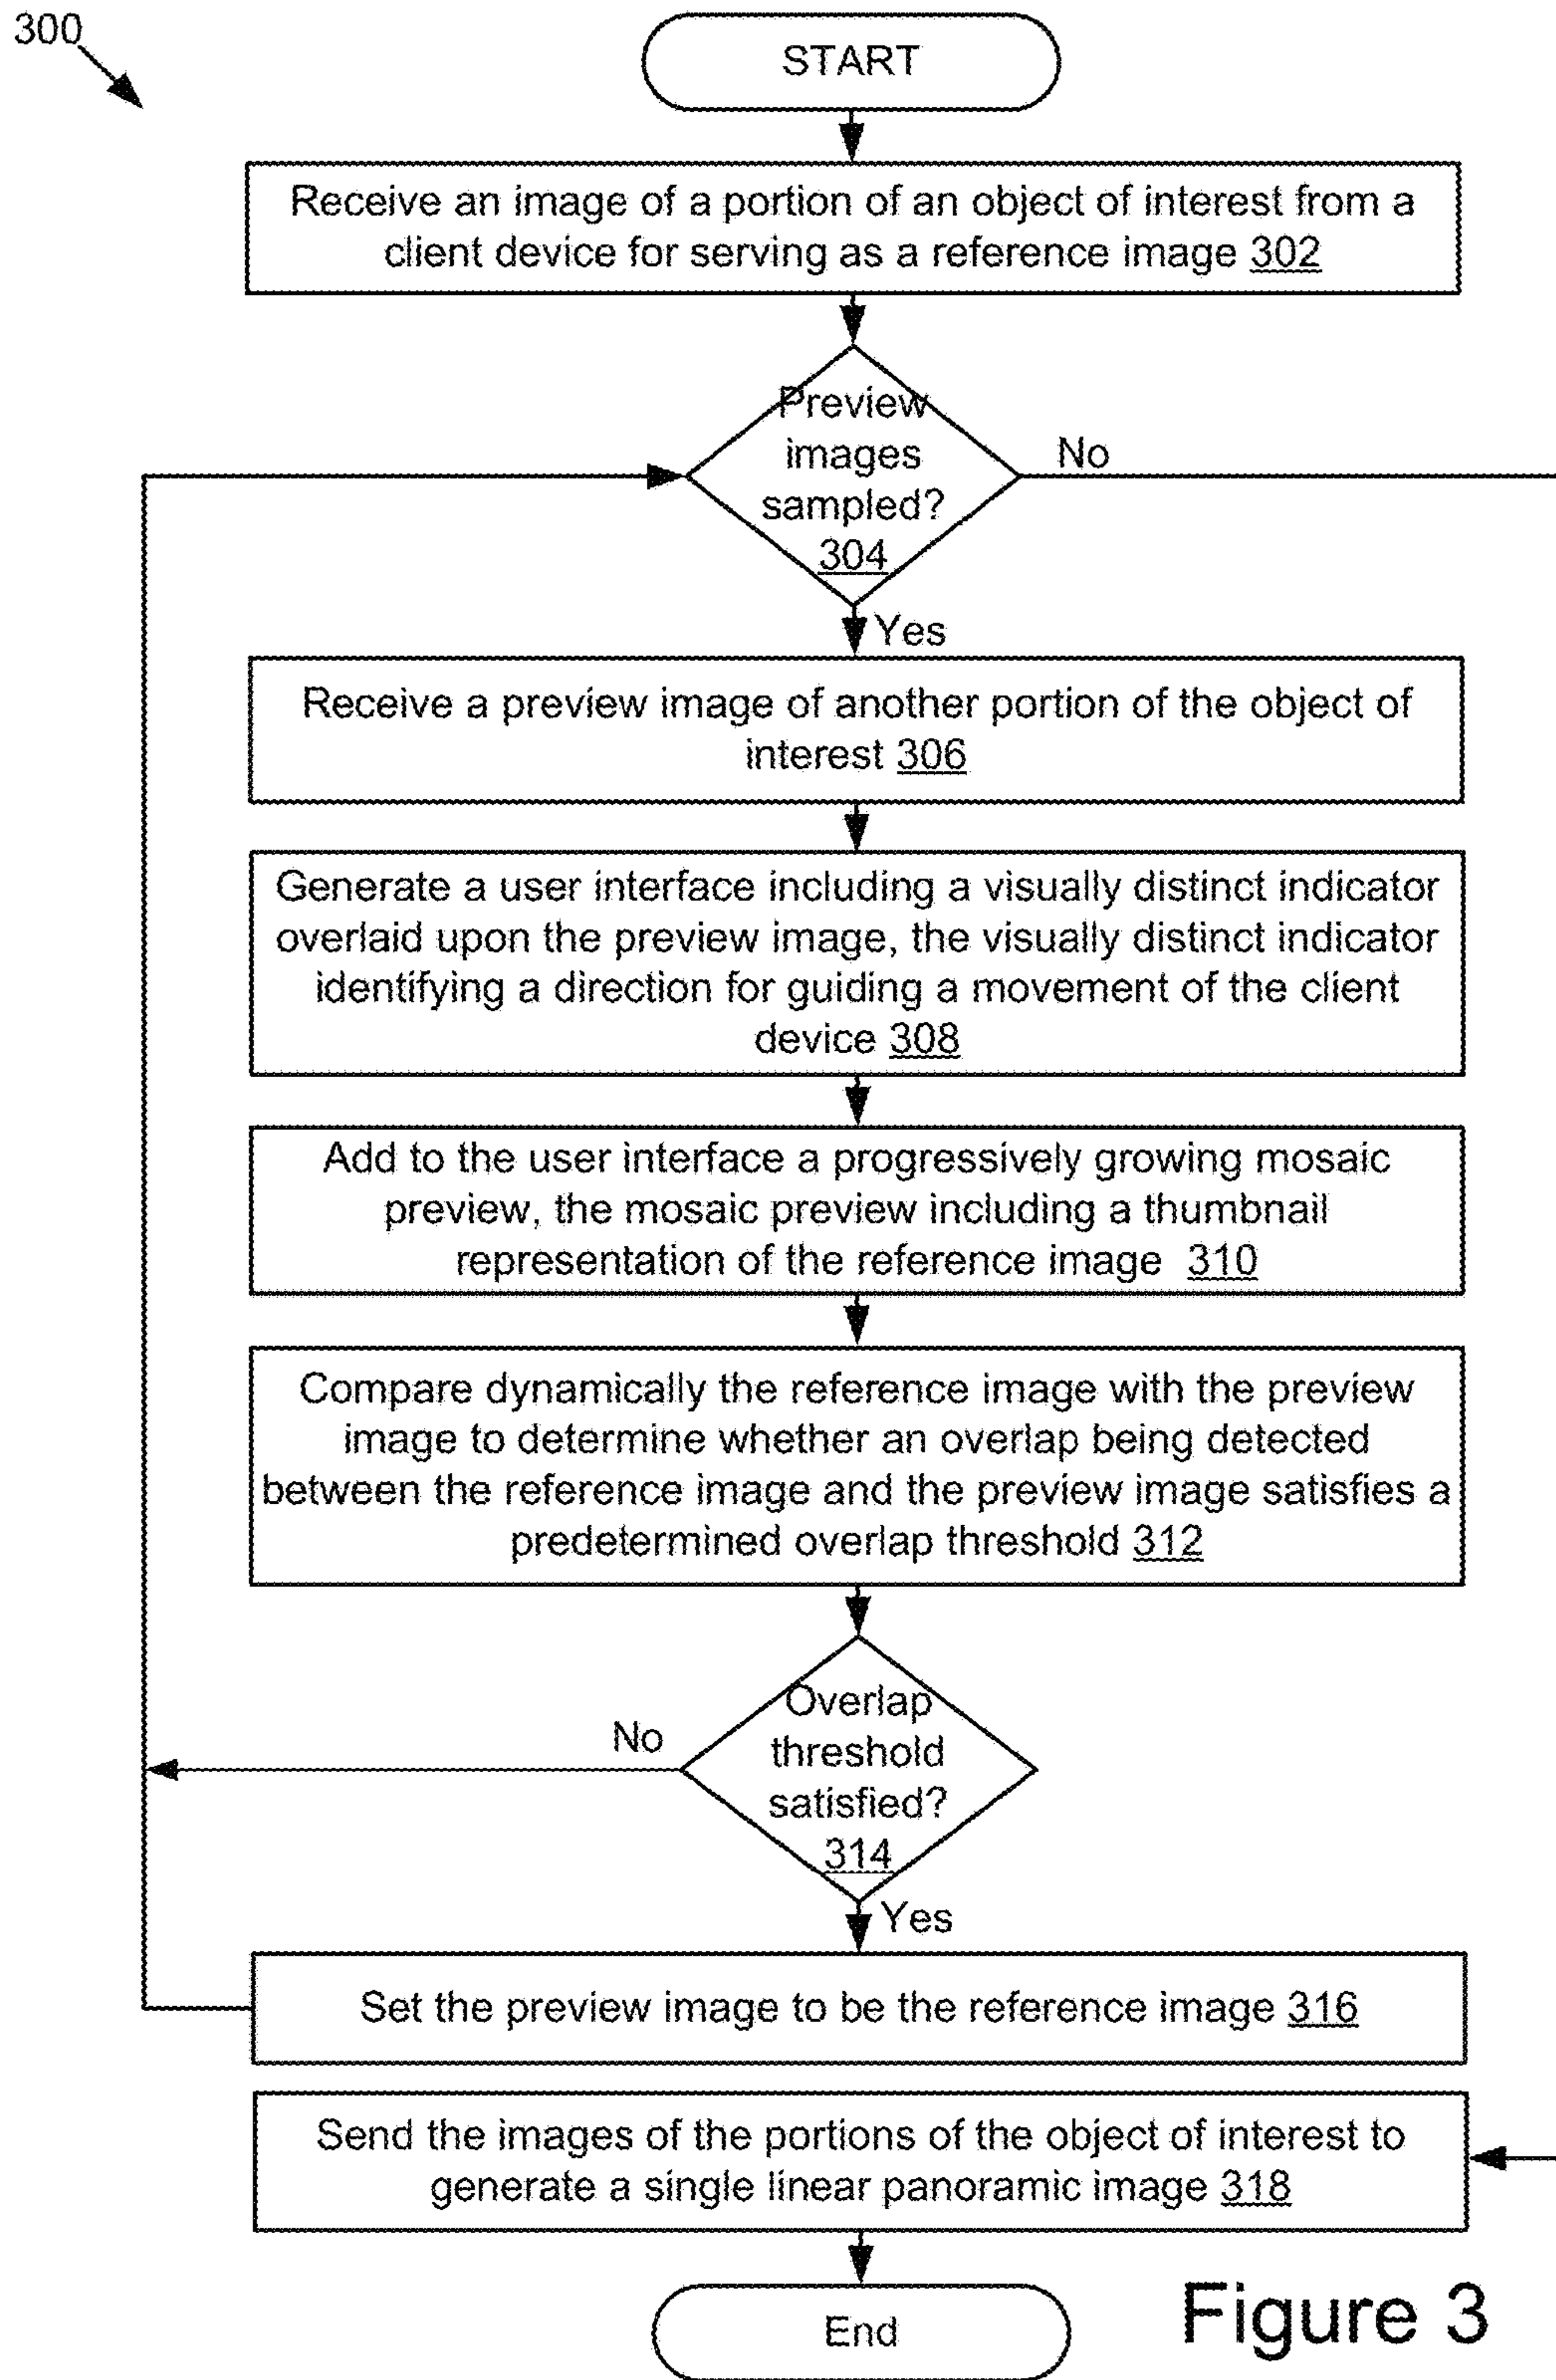 300
START
Receive an image of a portion of an object of interest from a
client device for serving as a reference image 302
Preview
images
sampled?
304
No
Yes
Receive a preview image of another portion of the object of
interest 306
Generate a user interface including a visually distinct indicator
overlaid upon the preview image, the visually distinct indicator
identifying a direction for guiding a movement of the client
device 308
Add to the user interface a progressively growing mosaic
preview, the mosaic preview including a thumbnail
representation of the reference image 310
Compare dynamically the reference image with the preview
image to determine whether an overlap being detected
between the reference image and the preview image satisfies a
predetermined overlap threshold 312
Overlap
threshold
satisfied?
314
No
Yes
Set the preview image to be the reference image 316
Send the images of the portions of the object of interest to
generate a single linear panoramic image 318
End
Figure 3